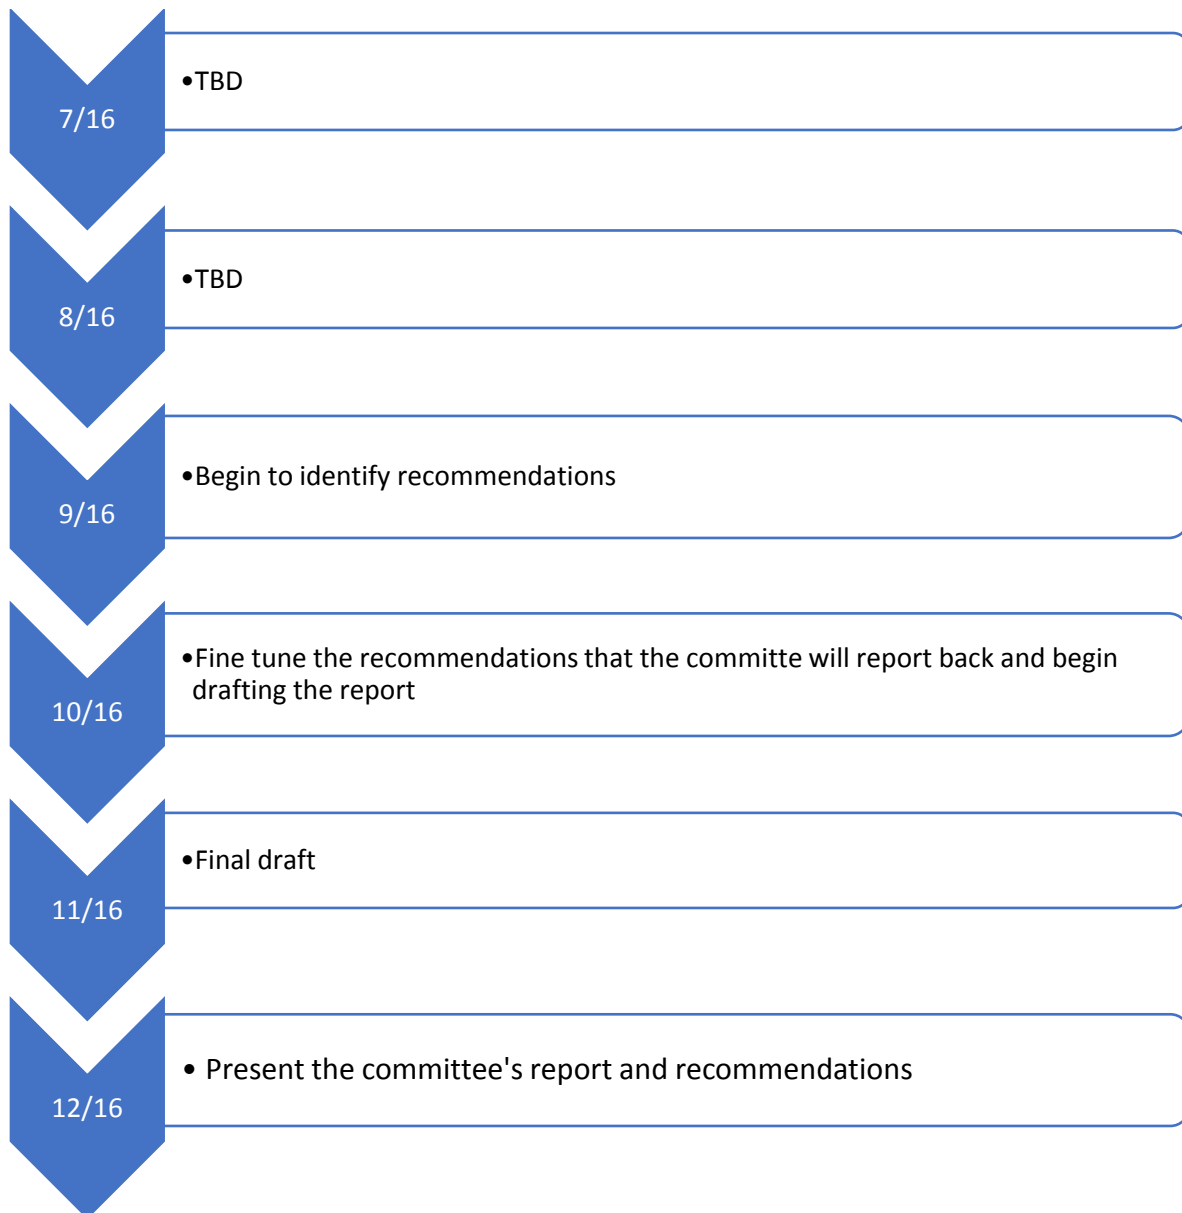 7/16
•TBD
8/16
•TBD
9/16
•Begin to identify recommendations
10/16
•Fine tune the recommendations that the committe will report back and begin
drafting the report
11/16
•Final draft
12/16
• Present the committee's report and recommendations